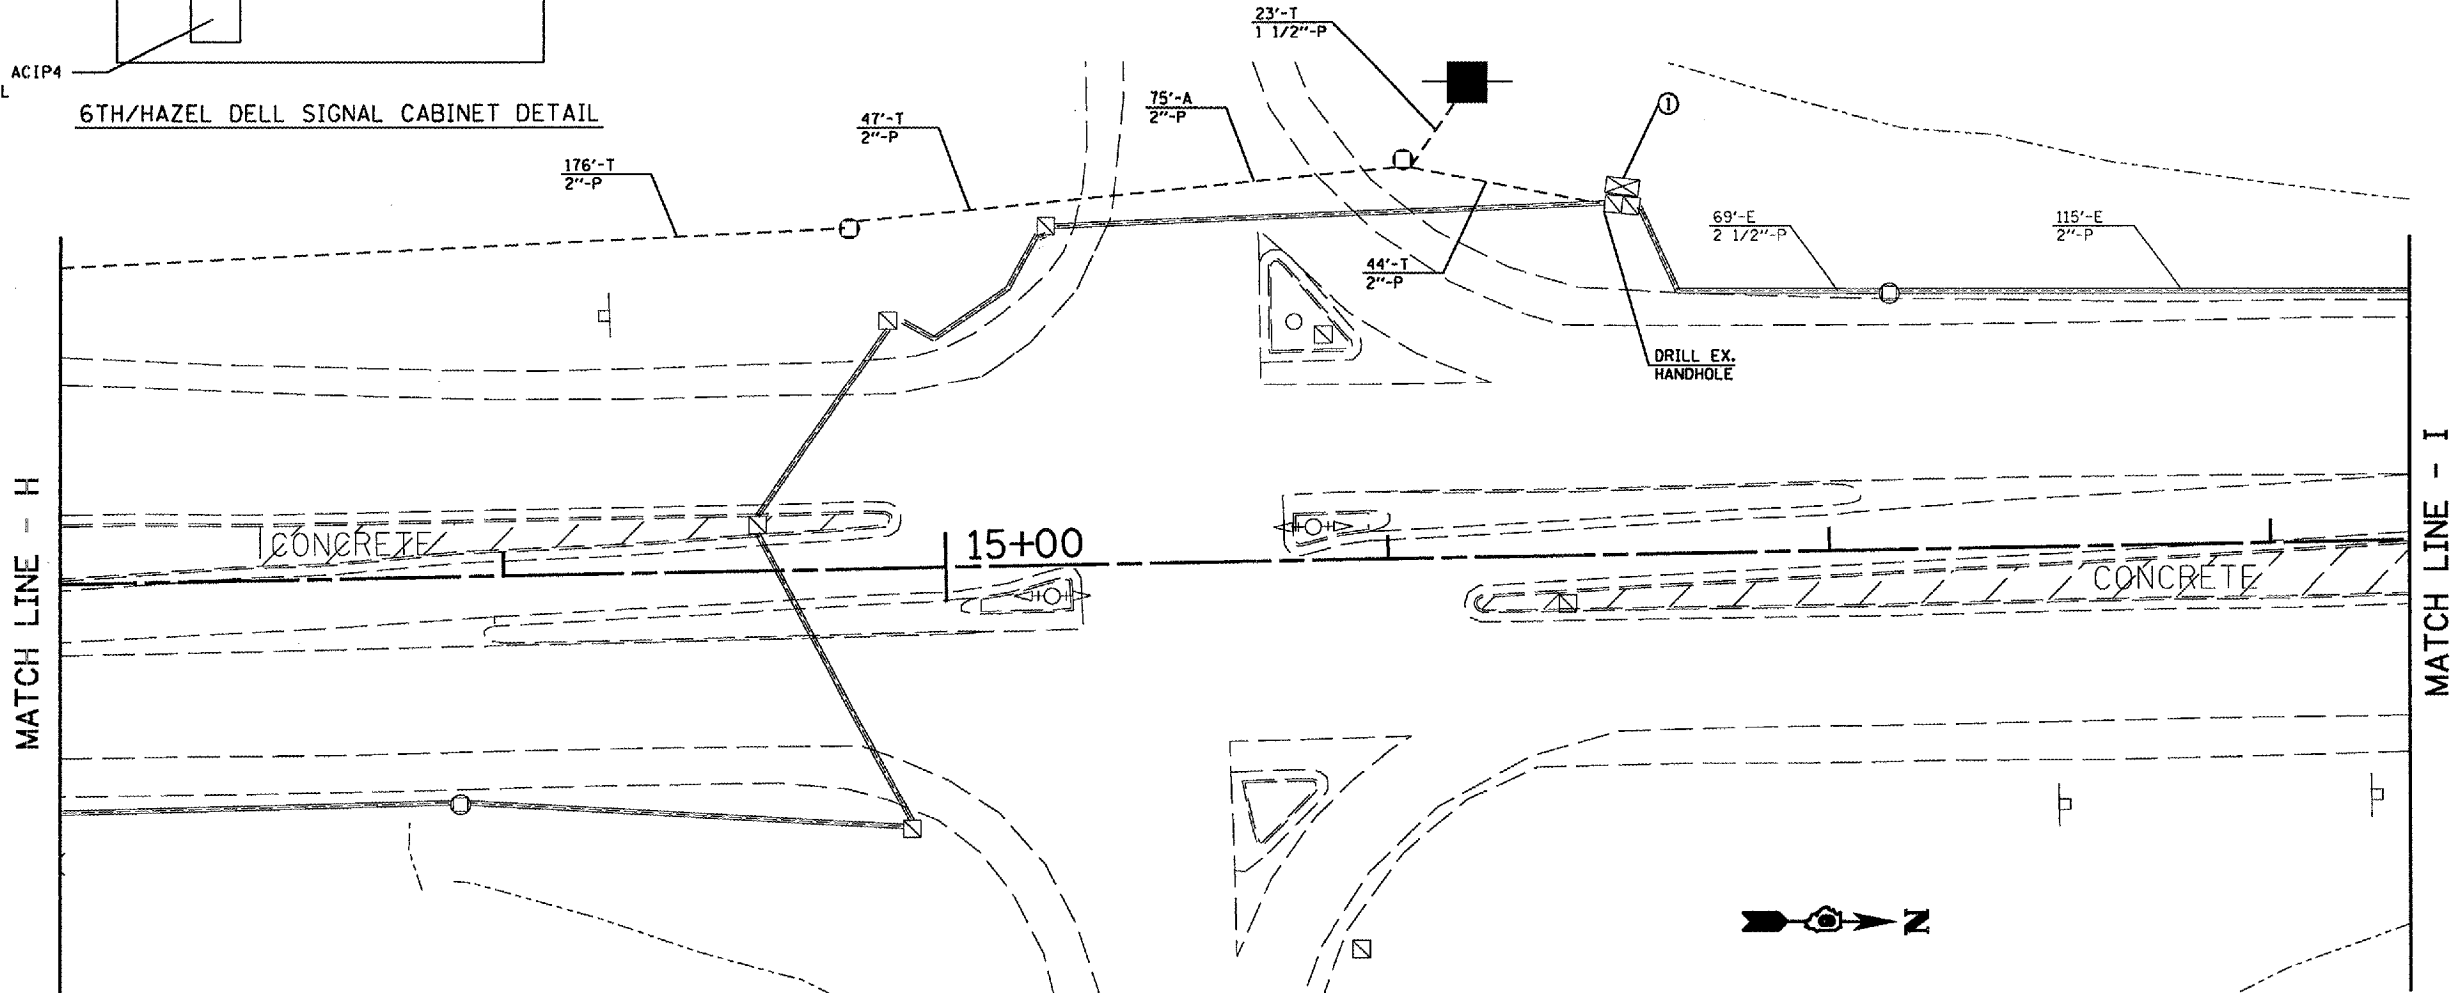 23'-T
1 1/2"-P
ACIP4
L
75'-A
2"-P
6TH/HAZEL DELL SIGNAL CABINET DETAIL
1
47'-T
2"-P
176'-T
2"-P
69'-E
2 1/2"-P
115'-E
2"-P
44'-T
2"-P
DRILL EX.
HANDHOLE
MATCH LINE - H
MATCH LINE - I
CONCRETE
15+00
CONCRETE
N